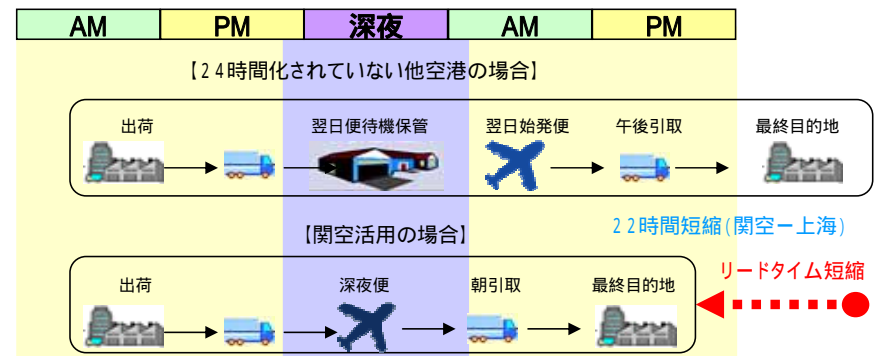 AM PM 深夜 AM PM
【24時間化されていない他空港の場合】
出荷 翌日便待機保管 翌日始発便 午後引取 最終目的地
22時間短縮(関空ー上海)
【関空活用の場合】
リードタイム短縮
出荷 深夜便 朝引取 最終目的地